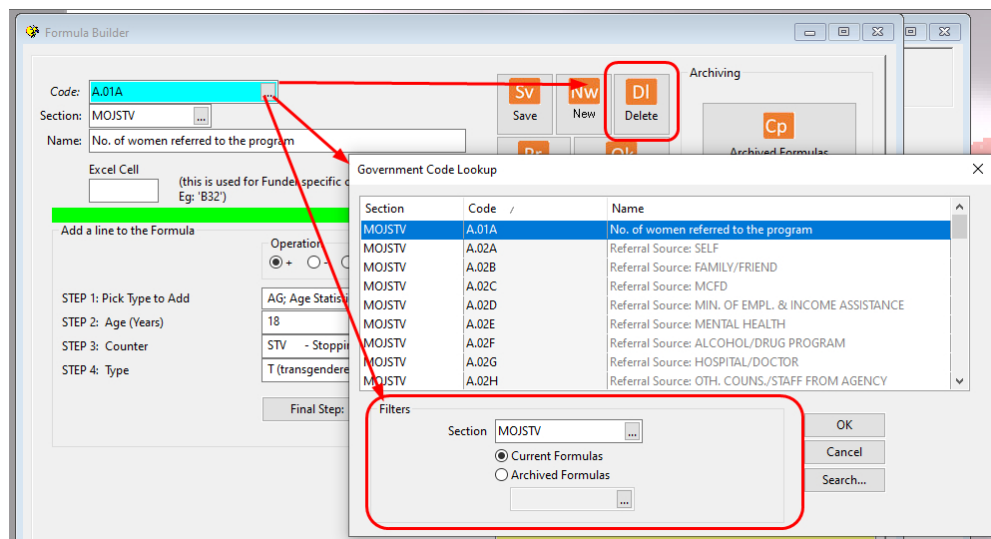 Formula Builder
Code: A.01A ...
Section: MOJSTV ...
Name: No. of women referred to the program
Sv
Save
Nw
New
Dl
Delete
Archiving
Cp
Archived Formulas
Excel Cell
(this is used for Funder specific
Eg: 'B32')
Add a line to the Formula
Operation
+ -
STEP 1: Pick Type to Add AG; Age
STEP 2: Age (Years) 18
STEP 3: Counter STV -
STEP 4: Type T (transgendere
Final Step:
Government Code Lookup
Section Code / Name
MOJSTV A.01A No. of women referred to the program
MOJSTV A.02A Referral Source: SELF
MOJSTV A.02B Referral Source: FAMILY/FRIEND
MOJSTV A.02C Referral Source: MCFD
MOJSTV A.02D Referral Source: MIN. OF EMPL. & INCOME ASSISTANCE
MOJSTV A.02E Referral Source: MENTAL HEALTH
MOJSTV A.02F Referral Source: ALCOHOL/DRUG PROGRAM
MOJSTV A.02G Referral Source: HOSPITAL/DOCTOR
MOJSTV A.02H Referral Source: OTH. COUNS./STAFF FROM AGENCY
Filters
Section MOJSTV ...
Current Formulas
Archived Formulas
...
OK
Cancel
Search...